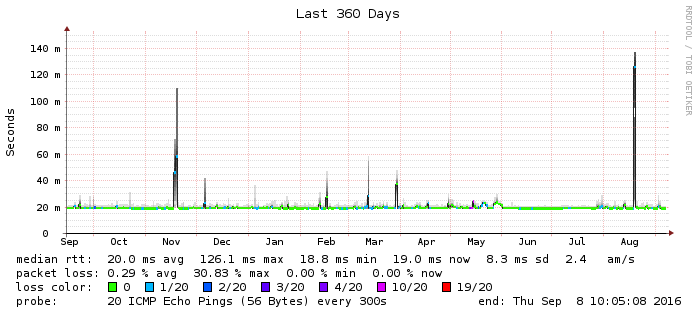 Last 360 Days
RRDTOOL / TOBI OETIKER
Seconds
140 m
120 m
100 m
80 m
60 m
40 m
20 m
0
Sep Oct Nov Dec Jan Feb Mar Apr May Jun Jul Aug
median rtt: 20.0 ms avg 126.1 ms max 18.8 ms min 19.0 ms now 8.3 ms sd 2.4 am/s
packet loss: 0.29 % avg 30.83 % max 0.00 % min 0.00 % now
loss color: 0 1/20 2/20 3/20 4/20 10/20 19/20
probe: 20 ICMP Echo Pings (56 Bytes) every 300s end: Thu Sep 8 10:05:08 2016